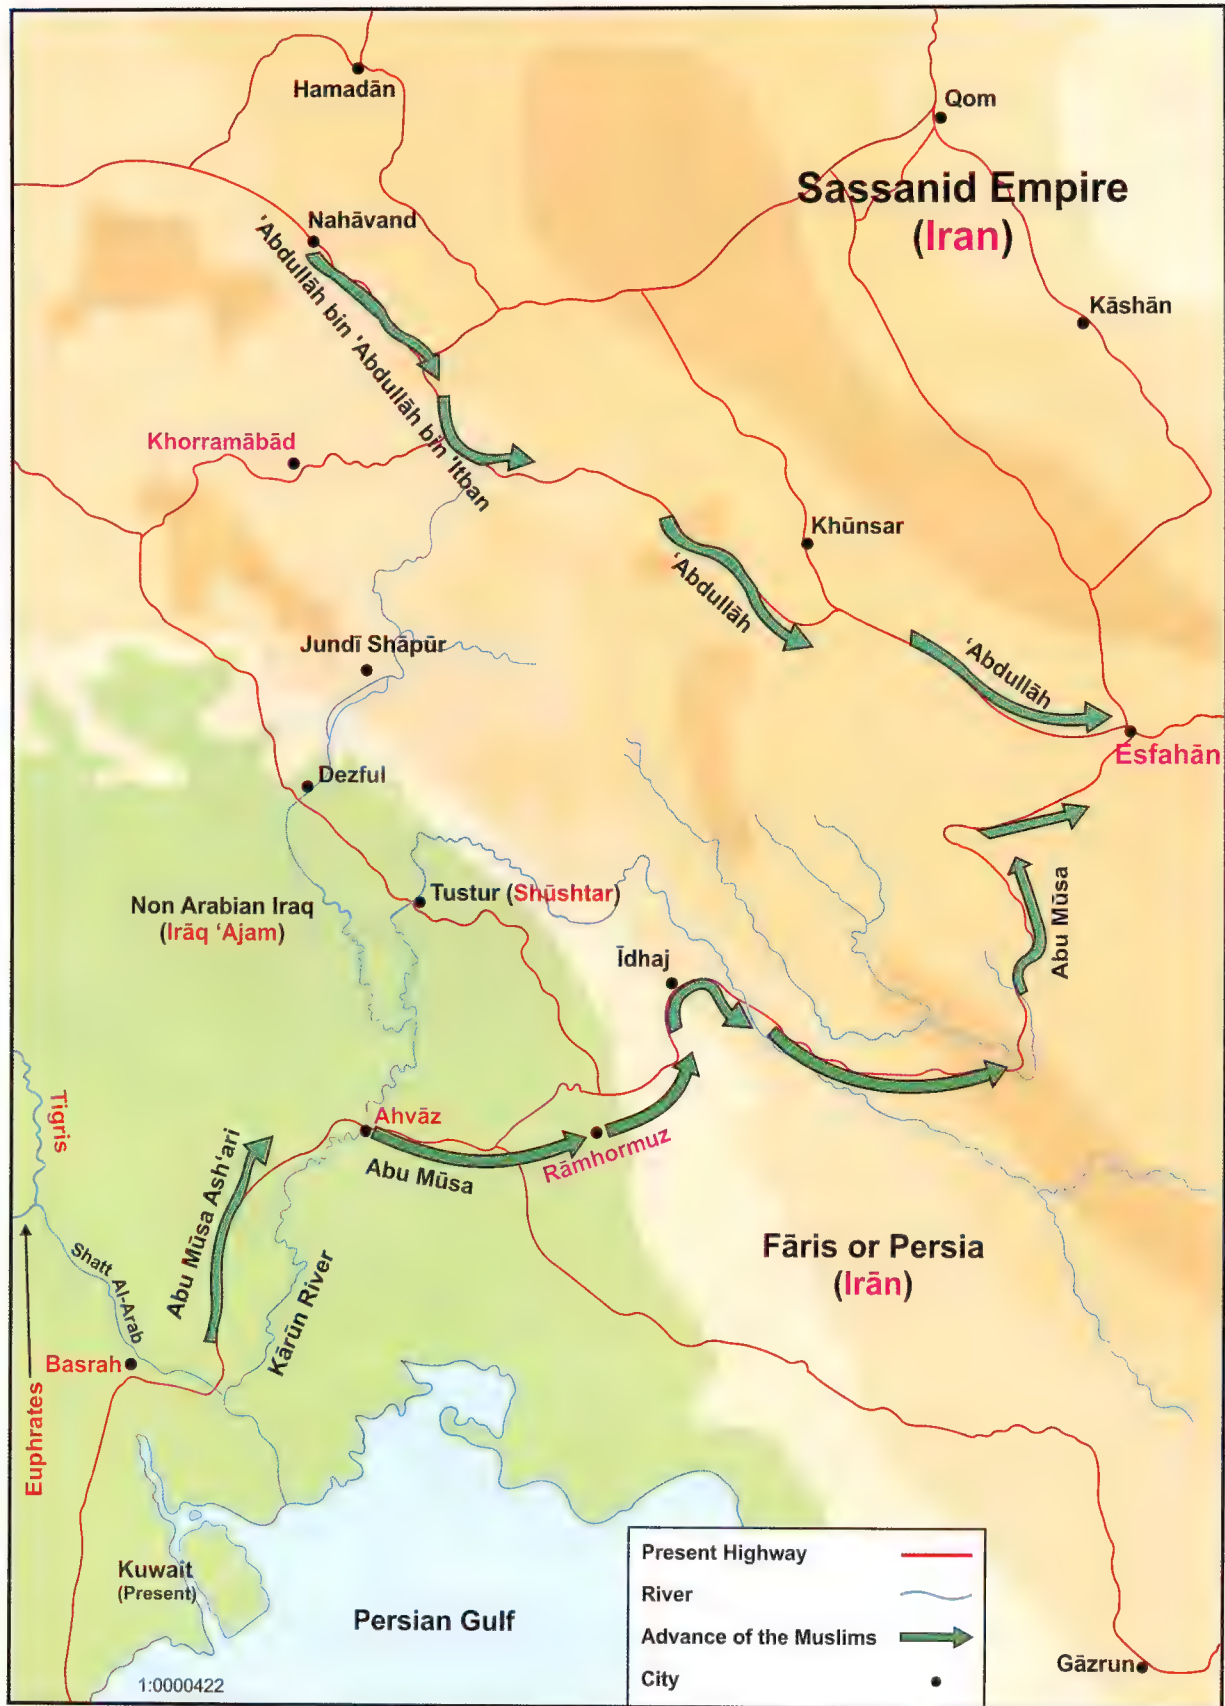 Hamadān
Qom
Sassanid Empire
(Iran)
Nahāvand
'Abdullāh bin 'Abdullāh bin 'Itban
Kāshān
Khorramābād
Khūnsar
'Abdullāh
Jundī Shāpūr
'Abdullāh
Esfahān
Dezful
Tustur (Shūshtar)
Non Arabian Iraq
(Irāq ‘Ajam)
Īdhaj
Abu Mūsa
Tigris
Ahvāz
Rāmhormuz
Abu Mūsa
Abu Mūsa Ash‘ari
Shatt Al-Arab
Kārūn River
Fāris or Persia
(Irān)
Basrah
Euphrates
Kuwait
(Present)
Persian Gulf
1:0000422
Present Highway
River
Advance of the Muslims
City
Gāzrun